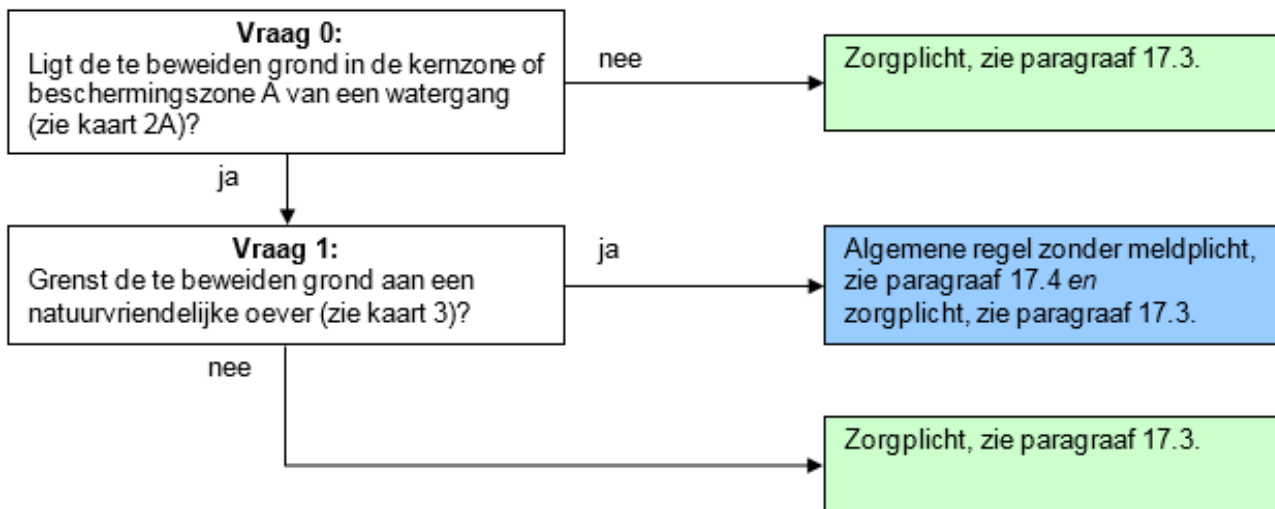 Vraag 0:
Ligt de te beweiden grond in de kernzone of
beschermingszone A van een watergang
(zie kaart 2A)?
nee
Zorgplicht, zie paragraaf 17.3.
ja
Vraag 1:
Grenst de te beweiden grond aan een
natuurvriendelijke oever (zie kaart 3)?
ja
Algemene regel zonder meldplicht,
zie paragraaf 17.4 en
zorgplicht, zie paragraaf 17.3.
nee
Zorgplicht, zie paragraaf 17.3.